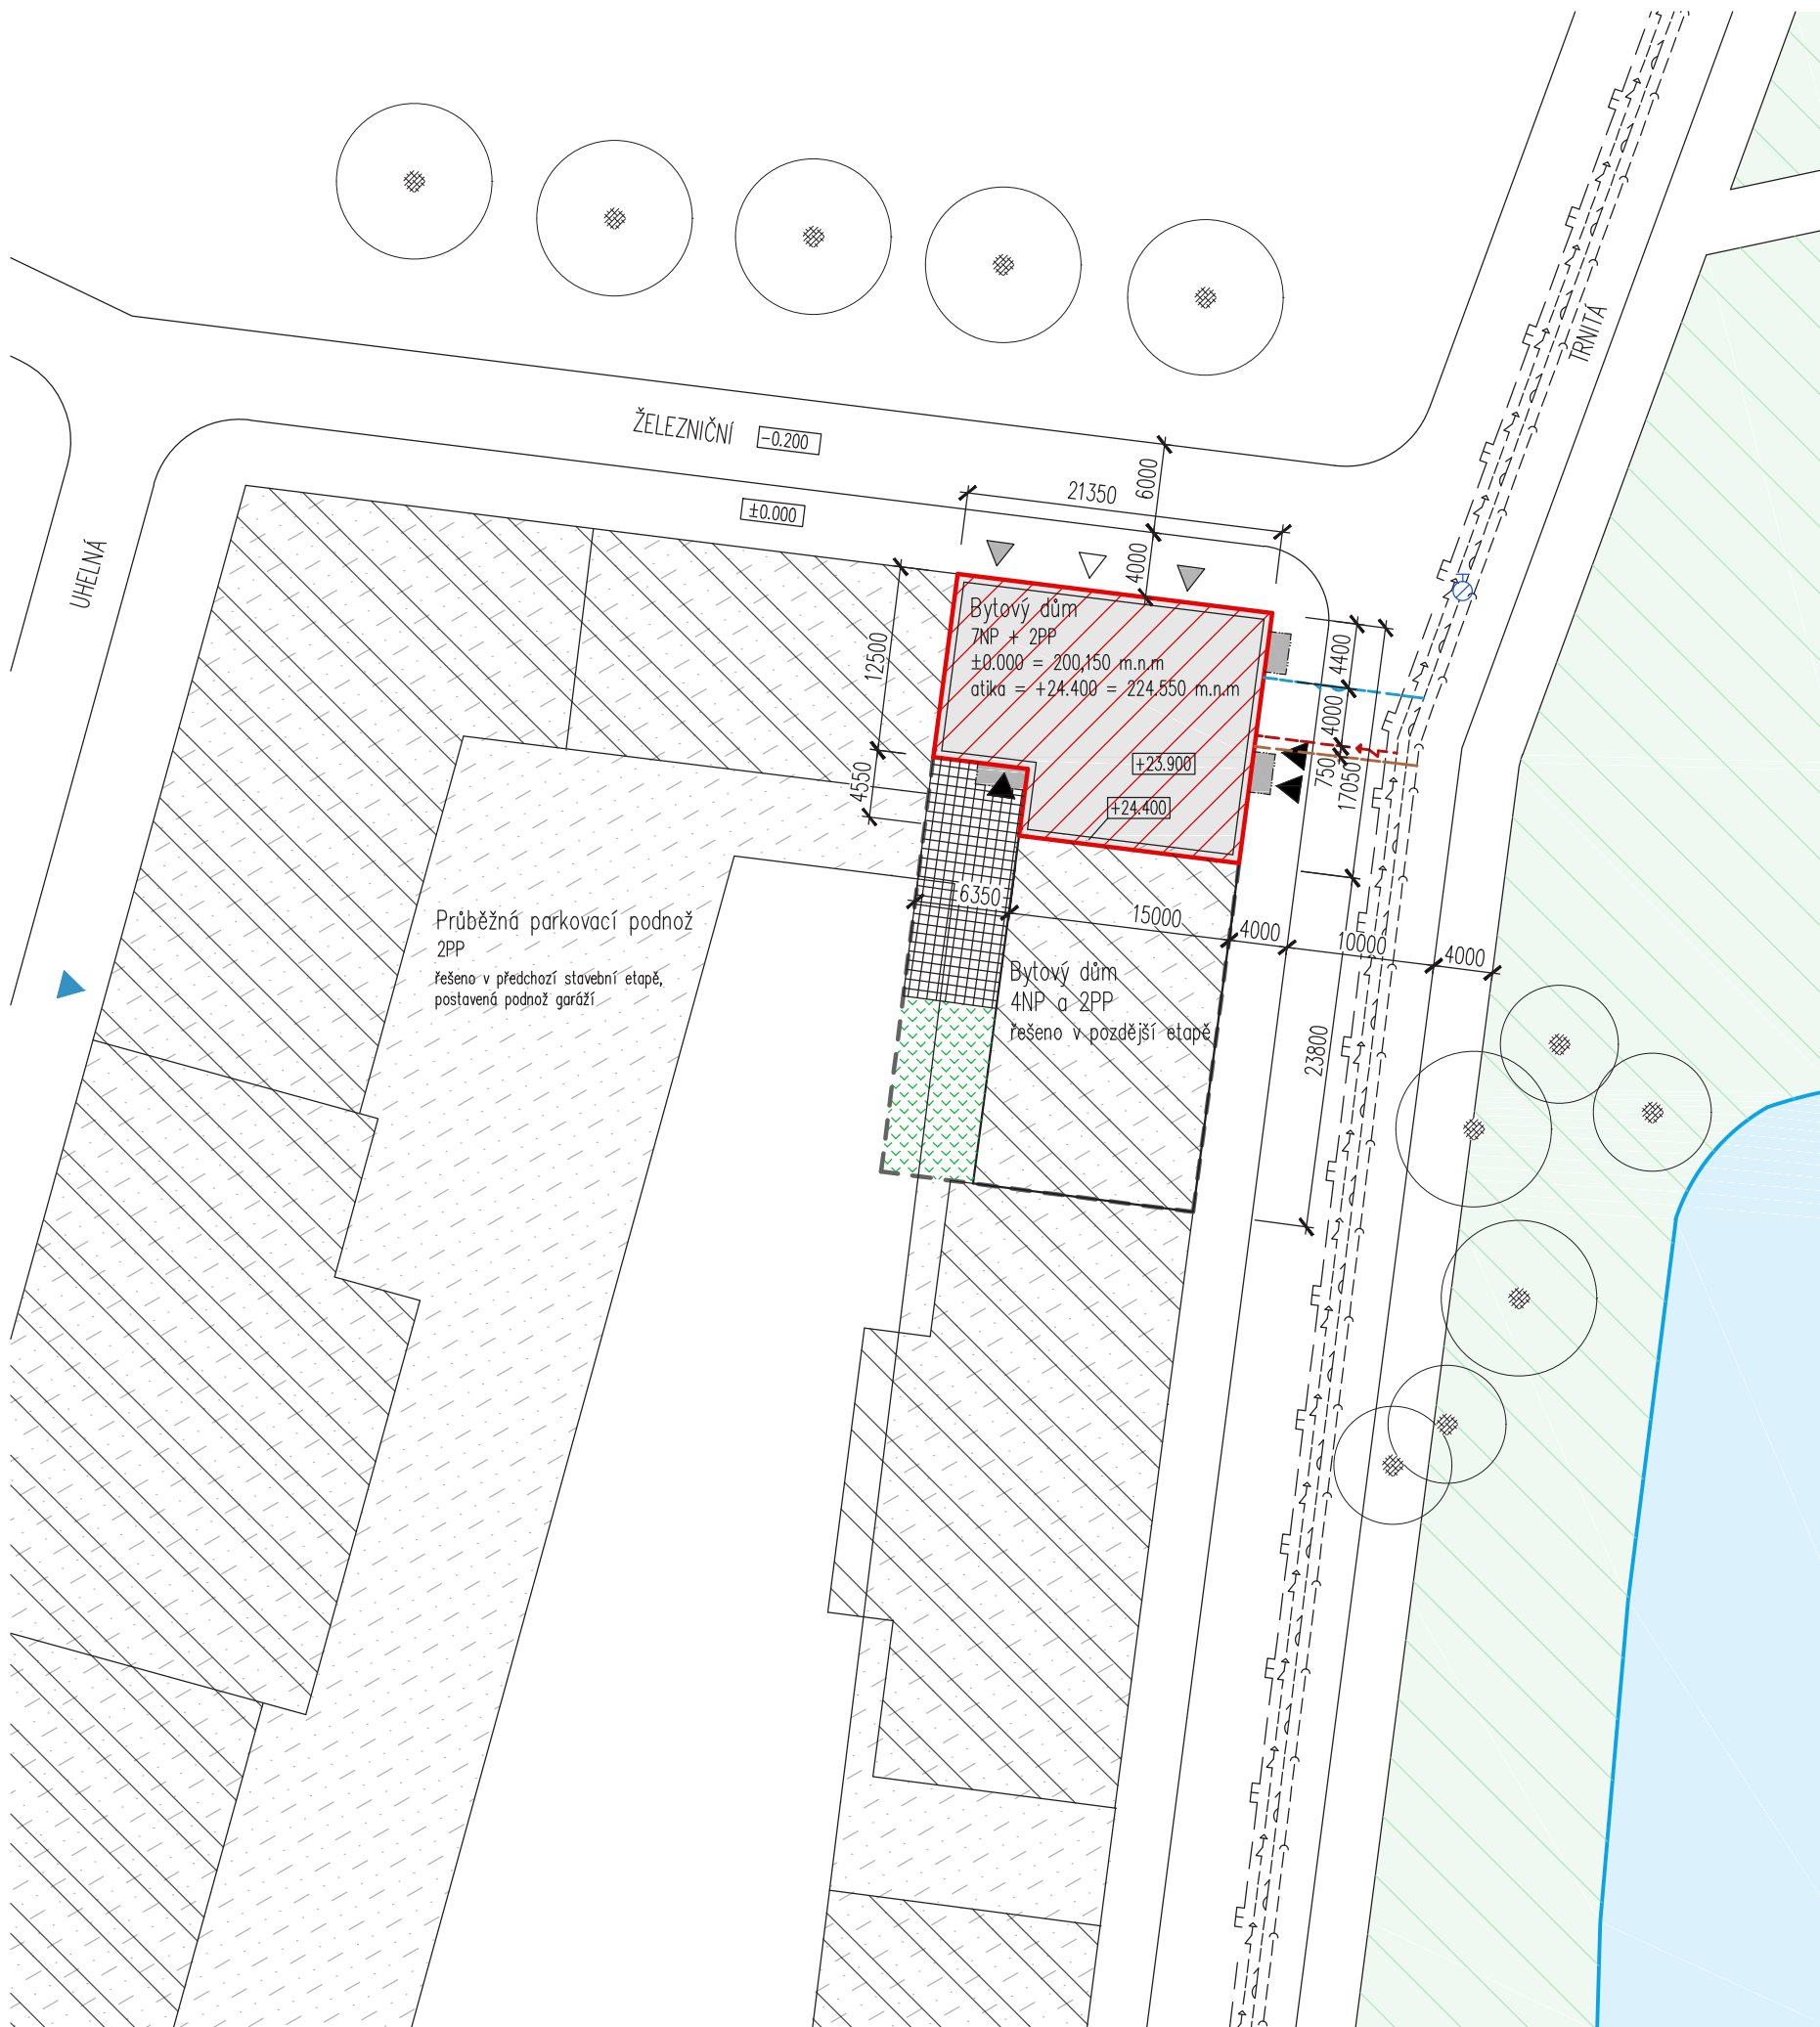 TRNITÁ
ŽELEZNIČNÍ
-0.200
6000
21350
±0.000
4000
UHELNÁ
Bytový dům
7NP + 2PP
±0.000 = 200,150 m.n.m
atika = +24.400 = 224.550 m.n.m
12500
4400
4000
750
17050
+23.900
+24.400
4550
6350
15000
4000
10000
4000
Průběžná parkovací podnož
2PP
řešeno v předchozí stavební etapě,
postavená podnož garáží
Bytový dům
4NP a 2PP
řešeno v pozdější etapě
23800